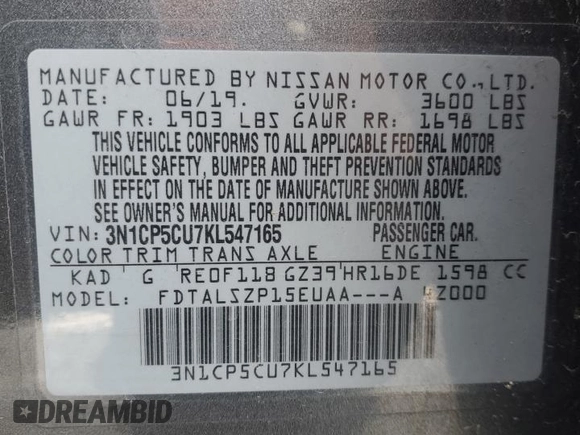 MANUFACTURED BY NISSAN MOTOR CO., LTD.
DATE: 06/19. GVWR: 3600 LBS
GAWR FR: 1903 LBS GAWR RR: 1698 LBS
THIS VEHICLE CONFORMS TO ALL APPLICABLE FEDERAL MOTOR
VEHICLE SAFETY, BUMPER AND THEFT PREVENTION STANDARDS
IN EFFECT ON THE DATE OF MANUFACTURE SHOWN ABOVE.
SEE OWNER'S MANUAL FOR ADDITIONAL INFORMATION.
VIN: 3N1CP5CU7KL547165 PASSENGER CAR.
COLOR TRIM TRANS AXLE ENGINE
KAD G RE0F11B GZ39 HR16DE 1598 CC
MODEL: FDTALSZP15EUAA---A
3N1CP5CU7KL547165
DREAMBID